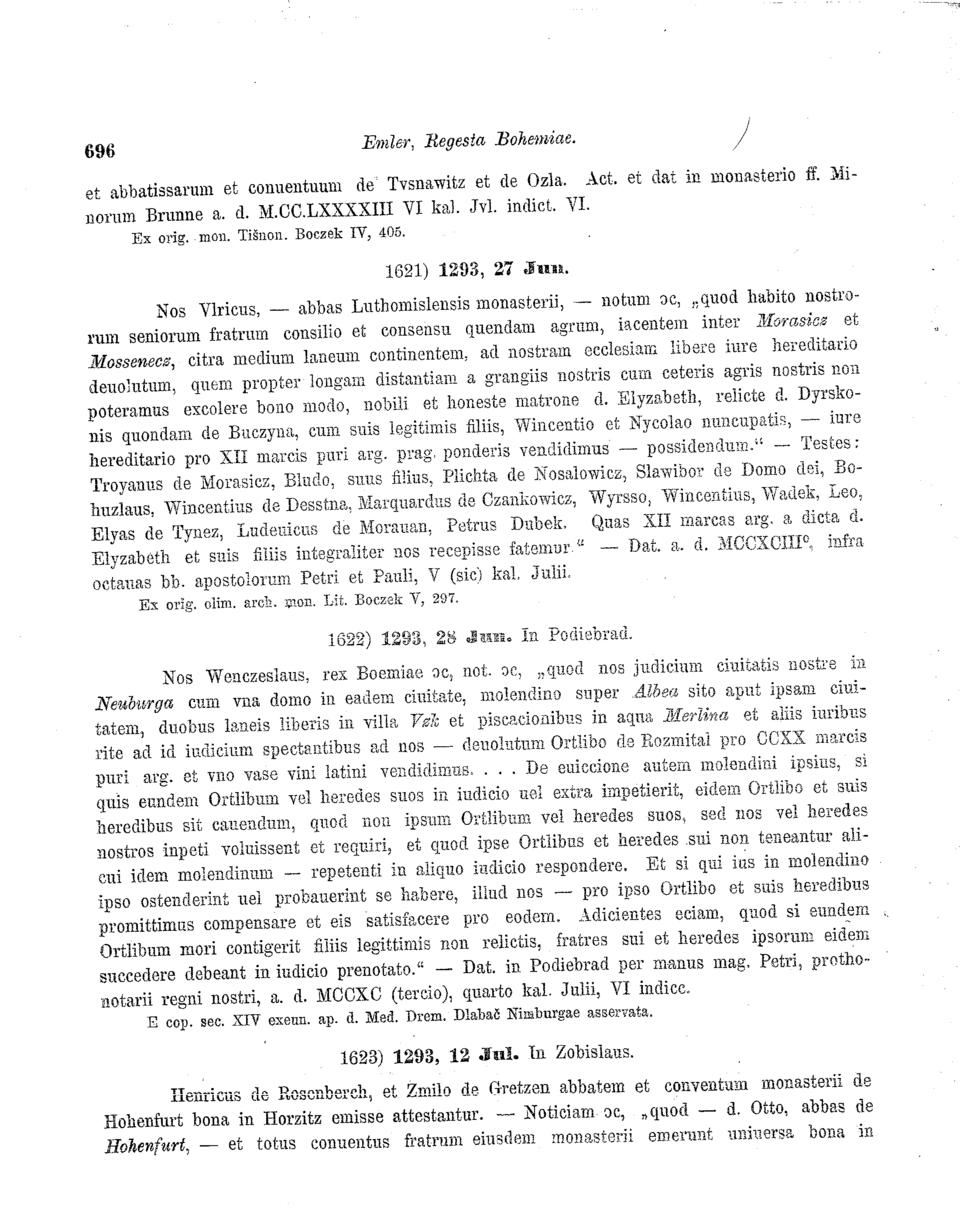 696
Emler, Regesta Bohemiae.
et abbatissarum et conuentuum de Tvsnawitz et de Ozla. Act. et dat in monasterio ff. Mi-
norum Brunne a. d. M.CC.LXXXXIII VI kal. Jvl. indict. VI.
Ex orig. mon. Tišnon. Boczek IV, 405.
1621) 1293, 27 Jun.
Nos Vlricus, — abbas Luthomislensis monasterii, — notum ɔc, „quod habito nostro-
rum seniorum fratrum consilio et consensu quendam agrum, iacentem inter Morasicz et
Mossenecz, citra medium laneum continentem, ad nostram ecclesiam libere iure hereditario
deuolutum, quem propter longam distantiam a grangiis nostris cum ceteris agris nostris non
poteramus excolere bono modo, nobili et honeste matrone d. Elyzabeth, relicte d. Dyrsko-
nis quondam de Buczyna, cum suis legitimis filiis, Wincentio et Nycolao nuncupatis, — iure
hereditario pro XII marcis puri arg. prag. ponderis vendidimus — possidendum.“ — Testes:
Troyanus de Morasicz, Bludo, suus filius, Plichta de Nosalowicz, Slawibor de Domo dei, Bo-
huzlaus, Wincentius de Desstna, Marquardus de Czankowicz, Wyrsso, Wincentius, Wadek, Leo,
Elyas de Tynez, Ludeuicus de Morauan, Petrus Dubek. Quas XII marcas arg. a dicta d.
Elyzabeth et suis filiis integraliter nos recepisse fatemur.“ — Dat. a. d. MCCXCIIIº, infra
octauas bb. apostolorum Petri et Pauli, V (sic) kal. Julii.
Ex orig. olim. arch. mon. Lit. Boczek V, 297.
1622) 1293, 28 Jun. In Podiebrad.
Nos Wenczeslaus, rex Boemiae ɔc, not. ɔc, „quod nos judicium ciuitatis nostre in
Neuburga cum vna domo in eadem ciuitate, molendino super Albea sito aput ipsam ciui-
tatem, duobus laneis liberis in villa Vzk et piscacionibus in aqua Merlina et aliis iuribus
rite ad id iudicium spectantibus ad nos — deuolutum Ortlibo de Rozmital pro CCXX marcis
puri arg. et vno vase vini latini vendidimus. . . . De euiccione autem molendini ipsius, si
quis eundem Ortlibum vel heredes suos in iudicio uel extra impetierit, eidem Ortlibo et suis
heredibus sit cauendum, quod non ipsum Ortlibum vel heredes suos, sed nos vel heredes
nostros inpeti voluissent et requiri, et quod ipse Ortlibus et heredes sui non teneantur ali-
cui idem molendinum — repetenti in aliquo iudicio respondere. Et si qui ius in molendino
ipso ostenderint uel probauerint se habere, illud nos — pro ipso Ortlibo et suis heredibus
promittimus compensare et eis satisfacere pro eodem. Adicientes eciam, quod si eundem
Ortlibum mori contigerit filiis legittimis non relictis, fratres sui et heredes ipsorum eidem
succedere debeant in iudicio prenotato.“ — Dat. in Podiebrad per manus mag. Petri, protho-
notarii regni nostri, a. d. MCCXC (tercio), quarto kal. Julii, VI indicc.
E cop. sec. XIV exeun. ap. d. Med. Drem. Dlabač Nimburgae asservata.
1623) 1293, 12 Jul. In Zobislaus.
Henricus de Rosenberch, et Zmilo de Gretzen abbatem et conventum monasterii de
Hohenfurt bona in Horzitz emisse attestantur. — Noticiam ɔc, „quod — d. Otto, abbas de
Hohenfurt, — et totus conuentus fratrum eiusdem monasterii emerunt uniuersa bona in